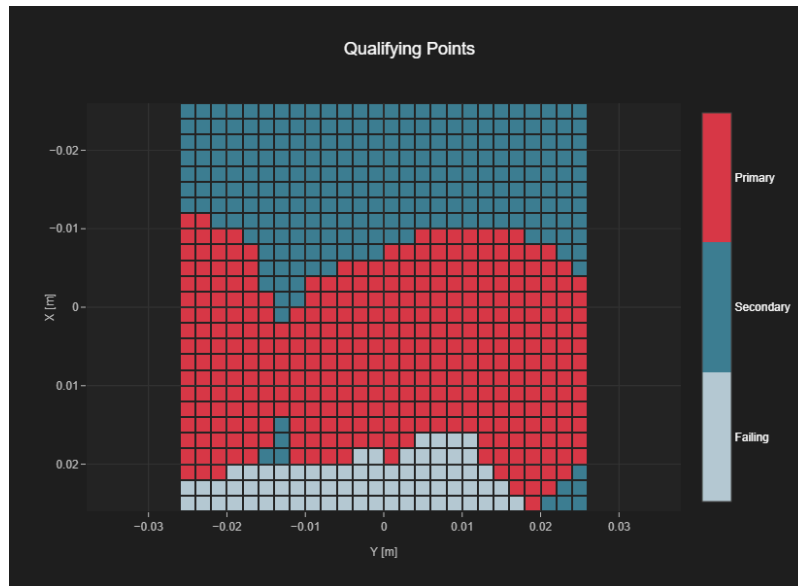 Qualifying Points
−0.02
−0.01
0
0.01
0.02
X [m]
−0.03
−0.02
−0.01
0
0.01
0.02
0.03
Y [m]
Primary
Secondary
Failing